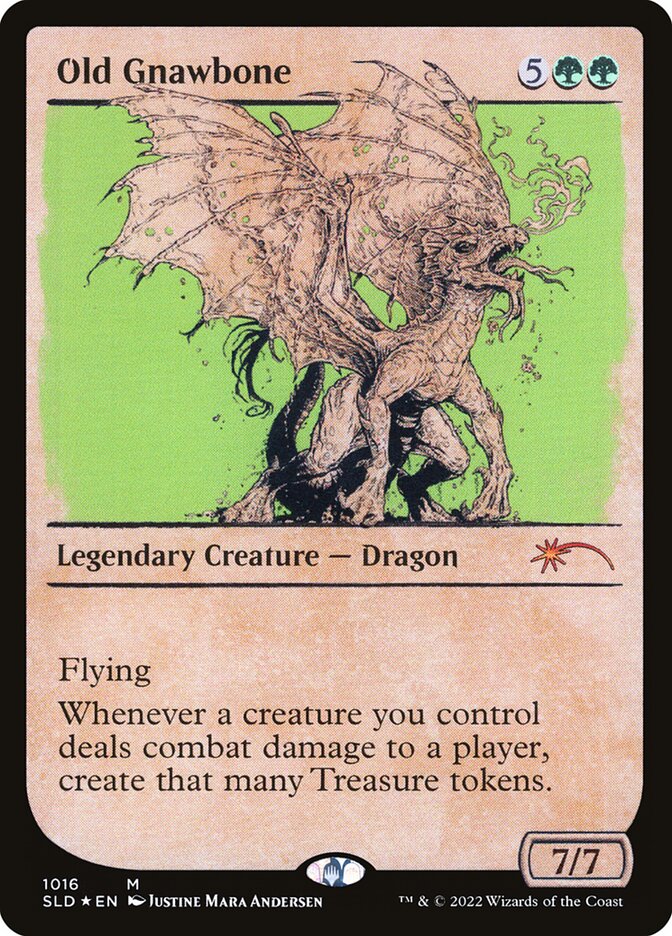 Old Gnawbone 5
Legendary Creature — Dragon
Flying
Whenever a creature you control
deals combat damage to a player,
create that many Treasure tokens.
7/7
1016 M
SLD ★ EN Justine Mara Andersen ™ & © 2022 Wizards of the Coast